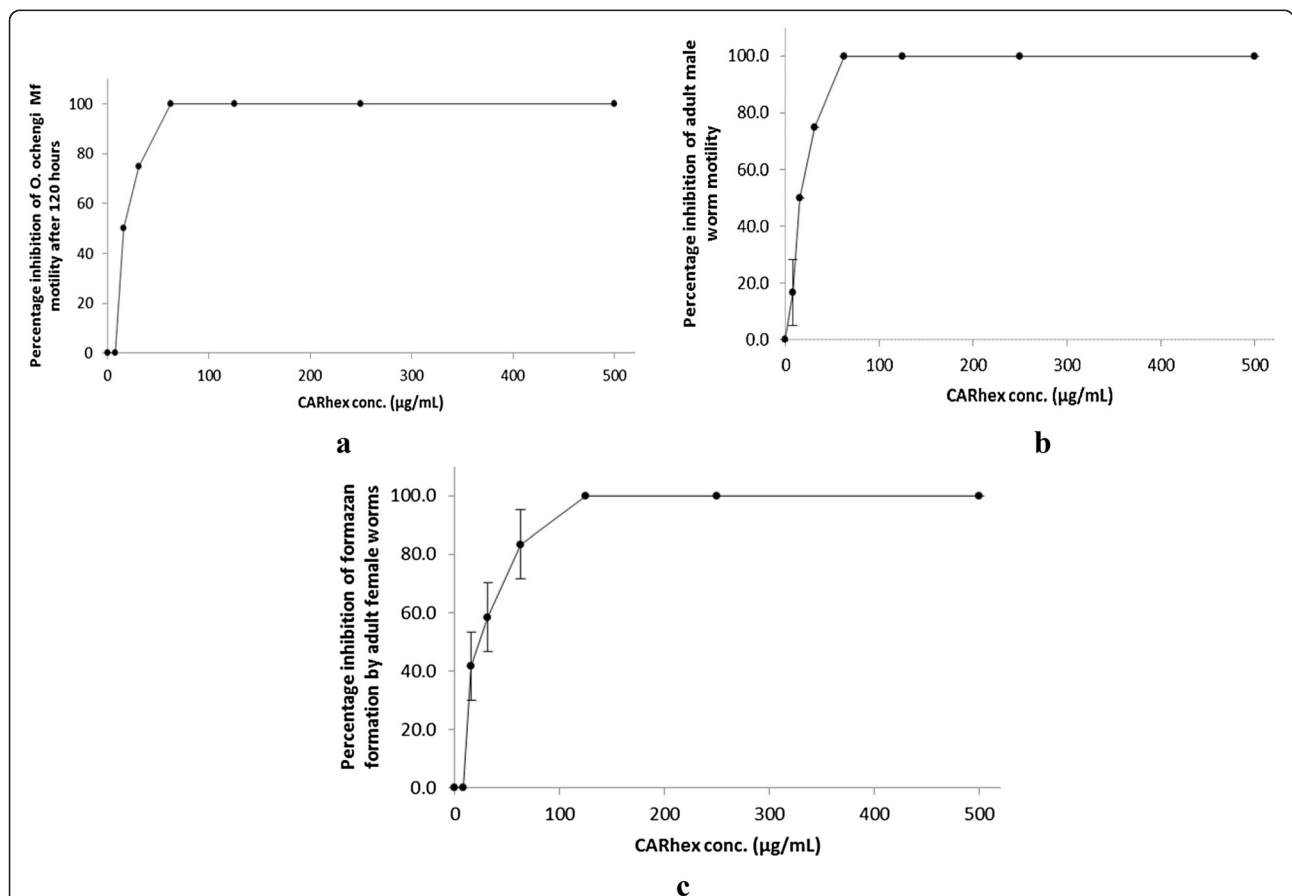 Percentage inhibition of O. ochengi Mf
motility after 120 hours
100
80
60
40
20
0
0 100 200 300 400 500
CARhex conc. (µg/mL)
a
Percentage inhibition of adult male
worm motility
100.0
80.0
60.0
40.0
20.0
0.0
0 100 200 300 400 500
CARhex conc. (µg/mL)
b
Percentage inhibition of formazan
formation by adult female worms
100.0
80.0
60.0
40.0
20.0
0.0
0 100 200 300 400 500
CARhex conc. (µg/mL)
c